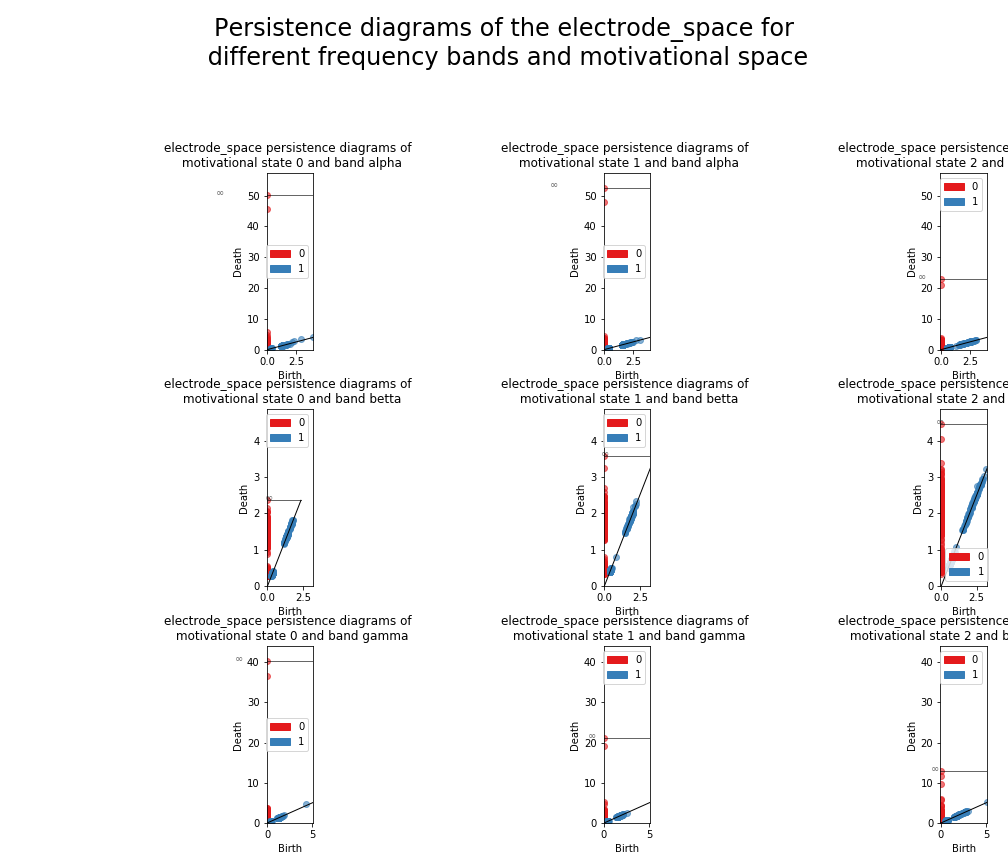 Persistence diagrams of the electrode_space for
different frequency bands and motivational space
electrode_space persistence diagrams of
motivational state 0 and band alpha
electrode_space persistence diagrams of
motivational state 1 and band alpha
electrode_space persistence
motivational state 2 and
∞
50
40
30
20
10
0
Death
0
1
0.0
2.5
Birth
∞
50
40
30
20
10
0
Death
0
1
0.0
2.5
Birth
∞
50
40
30
20
10
0
Death
0
1
0.0
2.5
Birth
electrode_space persistence diagrams of
motivational state 0 and band betta
electrode_space persistence diagrams of
motivational state 1 and band betta
electrode_space persistence
motivational state 2 and
∞
4
3
2
1
0
Death
0
1
0.0
2.5
Birth
∞
4
3
2
1
0
Death
0
1
0.0
2.5
Birth
∞
4
3
2
1
0
Death
0
1
0.0
2.5
Birth
electrode_space persistence diagrams of
motivational state 0 and band gamma
electrode_space persistence diagrams of
motivational state 1 and band gamma
electrode_space persistence
motivational state 2 and b
∞
40
30
20
10
0
Death
0
1
0
5
Birth
∞
40
30
20
10
0
Death
0
1
0
5
Birth
∞
40
30
20
10
0
Death
0
1
0
5
Birth